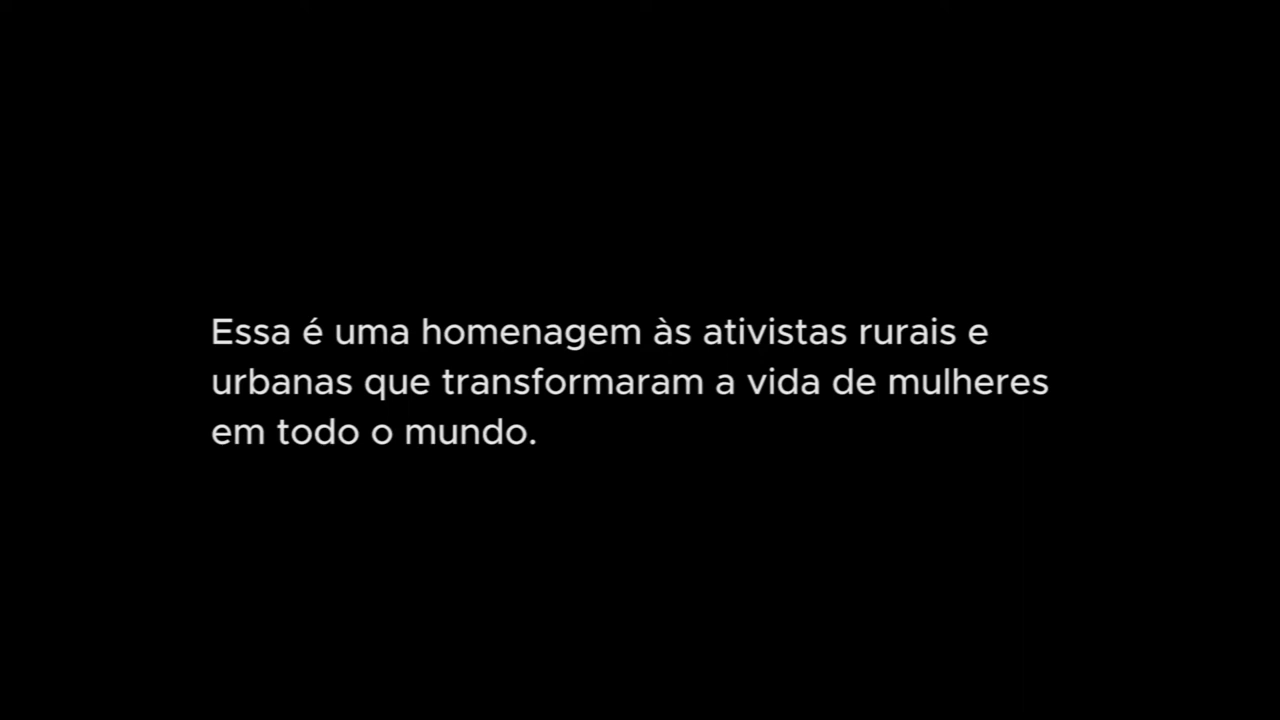 Essa é uma homenagem às ativistas rurais e
urbanas que transformaram a vida de mulheres
em todo o mundo.